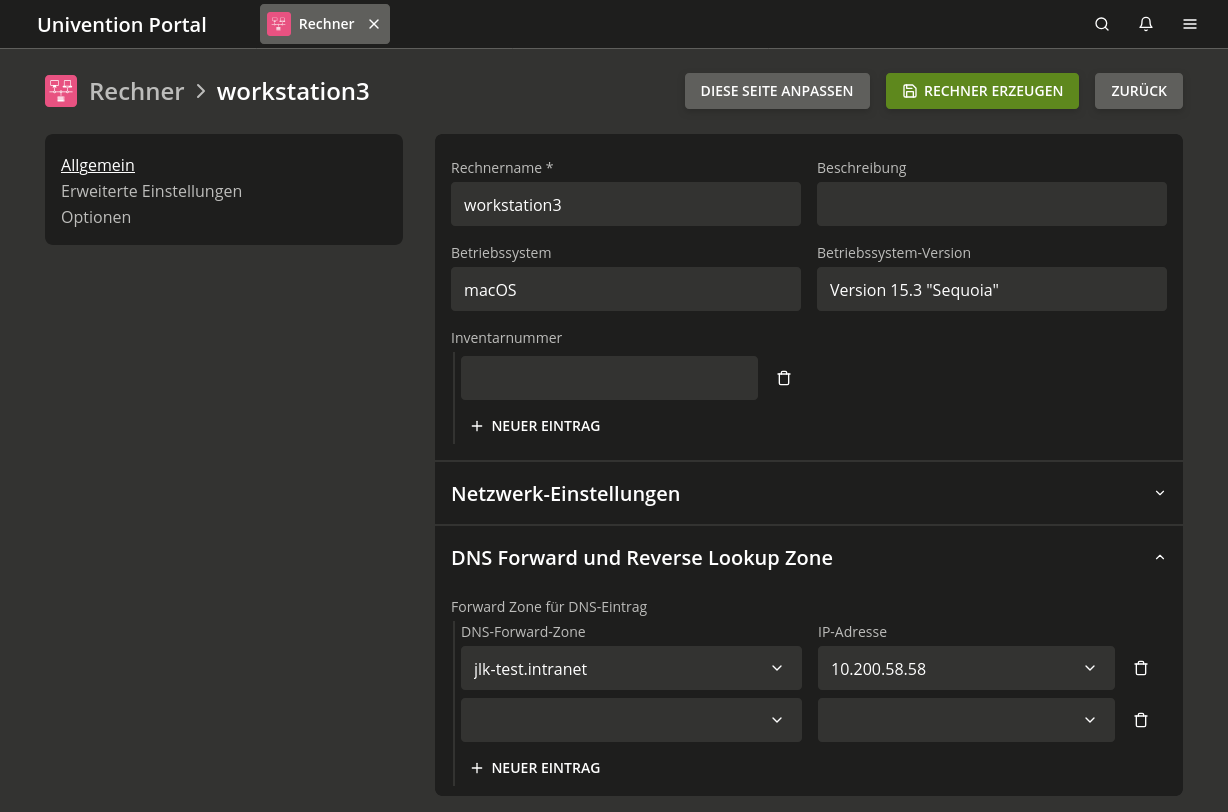 Univention Portal
Rechner
Rechner > workstation3
DIESE SEITE ANPASSEN
RECHNER ERZEUGEN
ZURÜCK
Allgemein
Erweiterte Einstellungen
Optionen
Rechnername *
Beschreibung
workstation3
Betriebssystem
Betriebssystem-Version
macOS
Version 15.3 "Sequoia"
Inventarnummer
NEUER EINTRAG
Netzwerk-Einstellungen
DNS Forward und Reverse Lookup Zone
Forward Zone für DNS-Eintrag
DNS-Forward-Zone
IP-Adresse
jlk-test.intranet
10.200.58.58
NEUER EINTRAG